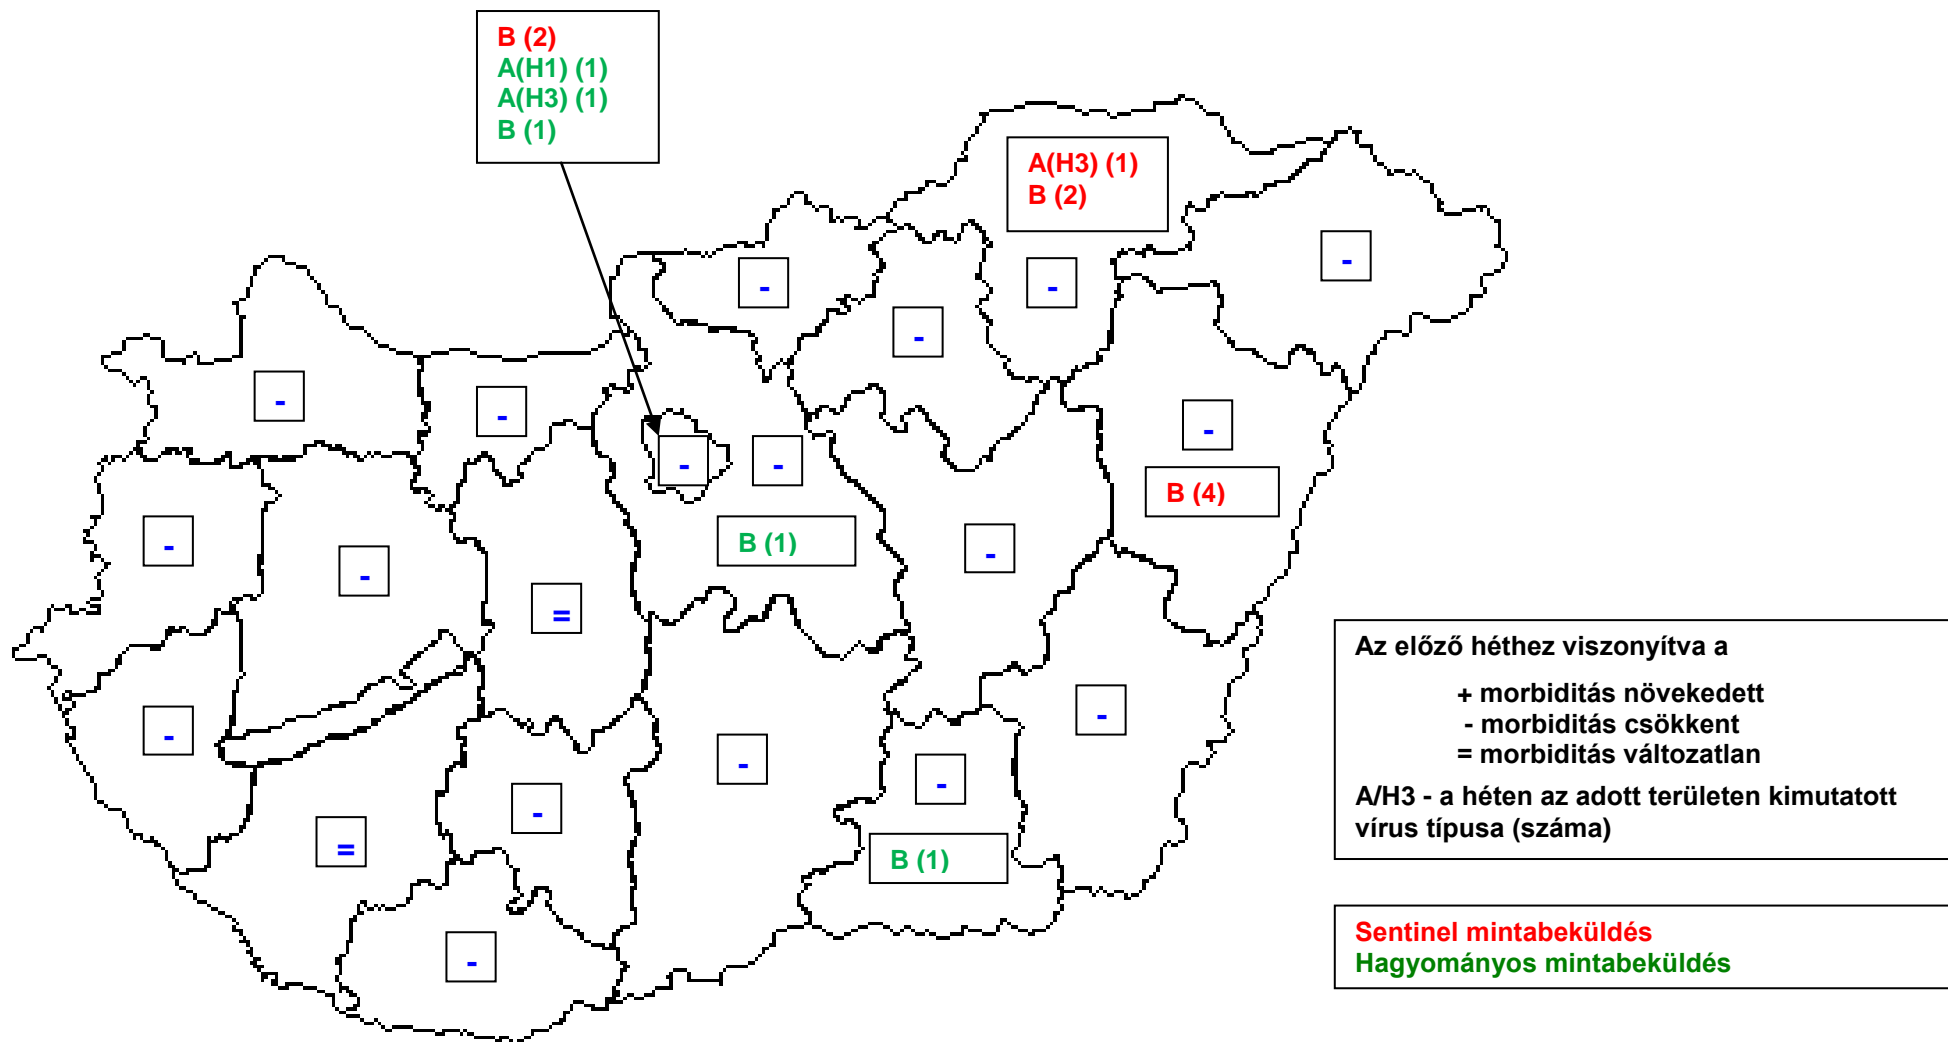 B (2)
A(H1) (1)
A(H3) (1)
B (1)
A(H3) (1)
B (2)
-
-
-
-
-
-
-
-
-
B (4)
-
B (1)
-
-
-
=
-
-
-
-
B (1)
-
=
-
Az előző héthez viszonyítva a
+ morbiditás növekedett
- morbiditás csökkent
= morbiditás változatlan
A/H3 - a héten az adott területen kimutatott
vírus típusa (száma)
Sentinel mintabeküldés
Hagyományos mintabeküldés